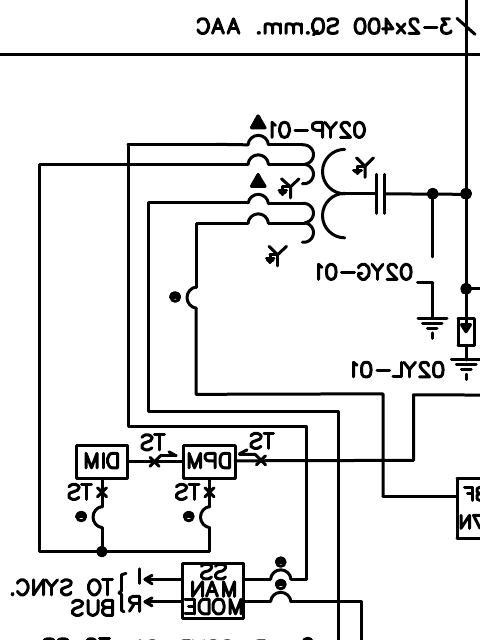 3-2x400 SQ.mm. AAC
02YP-01
Y
Y
Y
02YG-01
02YL-01
TS
TS
DIM
DPM
TS
TS
BF
SS
MAN
MODE
I
R
TO SYNC.
BUS